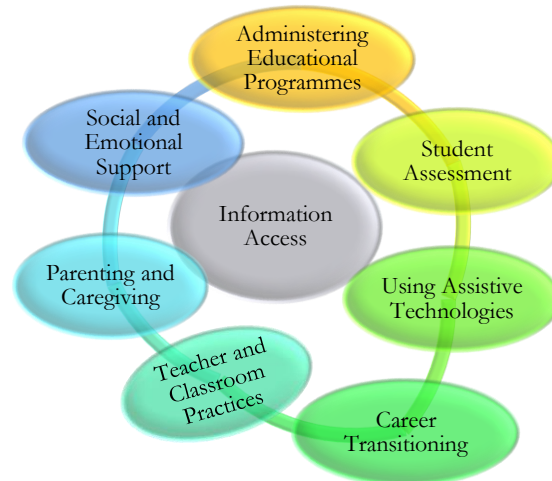 Administering
Educational
Programmes
Social and
Emotional
Support
Student
Assessment
Information
Access
Parenting and
Caregiving
Using Assistive
Technologies
Teacher and
Classroom
Practices
Career
Transitioning